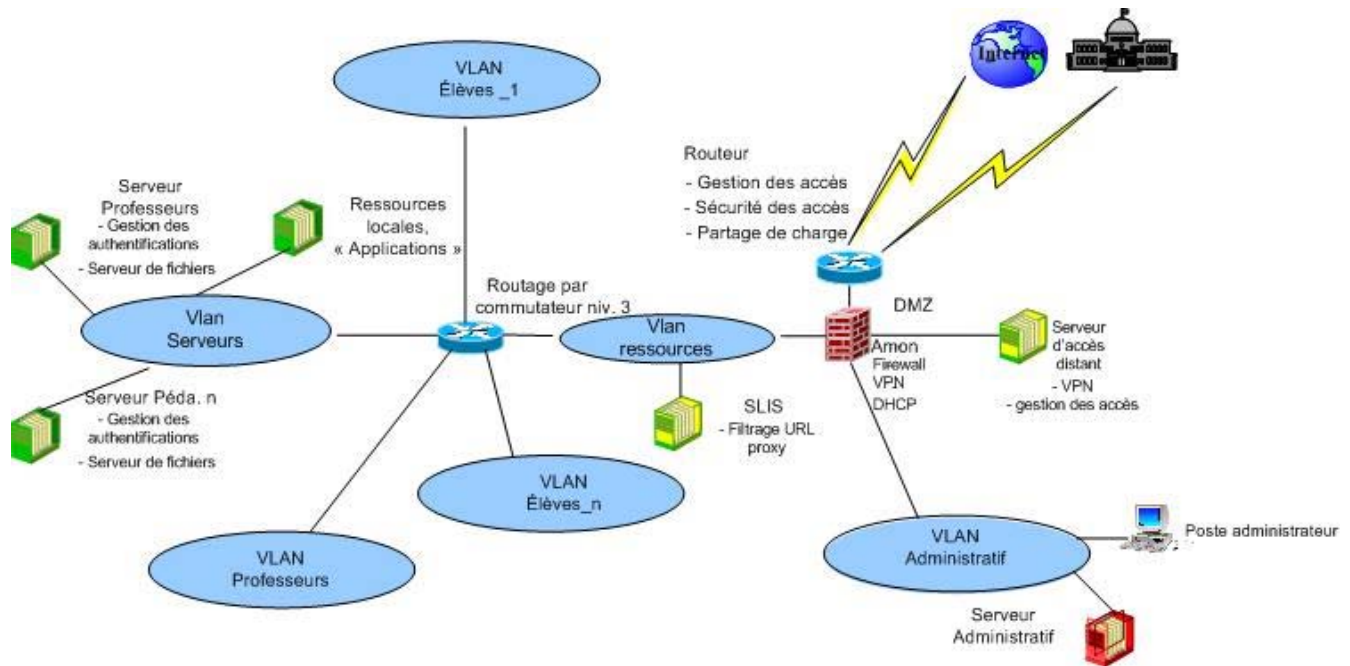 VLAN
Élèves _1
Internet
Routeur
- Gestion des accès
- Sécurité des accès
- Partage de charge
Serveur
Professeurs
- Gestion des
authentifications
- Serveur de fichiers
Ressources
locales,
« Applications »
Routage par
commutateur niv. 3
Vlan
Serveurs
Vlan
ressources
DMZ
Amon
Firewall
VPN
DHCP
Serveur
d'accès
distant
- VPN
- gestion des accès
Serveur Péda. n
- Gestion des
authentifications
- Serveur de fichiers
SLIS
- Filtrage URL
proxy
VLAN
Élèves_n
VLAN
Professeurs
VLAN
Administratif
Poste administrateur
Serveur
Administratif